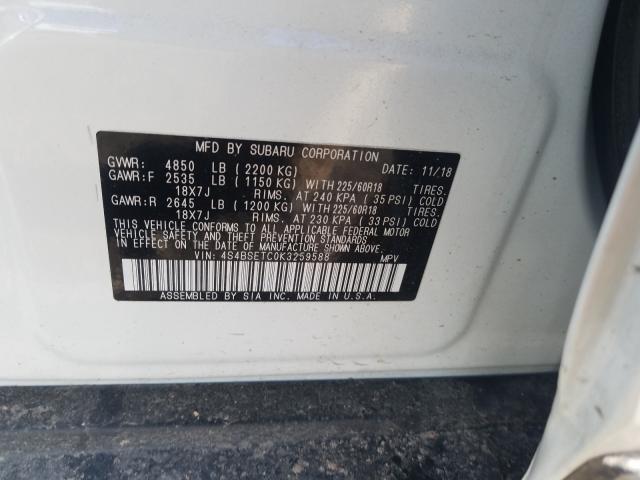 MFD BY SUBARU CORPORATION
GVWR: 4850 LB (2200 KG) DATE: 11/18
GAWR:F 2535 LB (1150KG) WITH 225/60R18 TIRES.
18X7J RIMS. AT 240 KPA (35 PSI) COLD
GAWR:R 2645 LB (1200 KG) WITH 225/60R18 TIRES.
18X7J RIMS. AT 230 KPA (33 PSI) COLD
THIS VEHICLE CONFORMS TO ALL APPLICABLE FEDERAL MOTOR
VEHICLE SAFETY AND THEFT PREVENTION STANDARDS
IN EFFECT ON THE DATE OF MANUFACTURE SHOWN ABOVE.
VIN: 4S4BSETC0K3259588 MPV
ASSEMBLED BY SIA INC. MADE IN U.S.A.